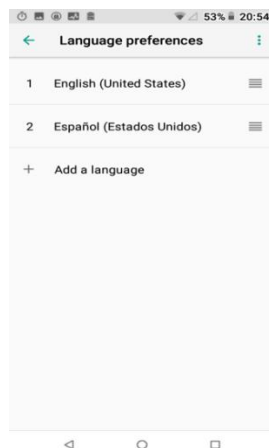 53% 20:54
Language preferences
1 English (United States)
2 Español (Estados Unidos)
+ Add a language